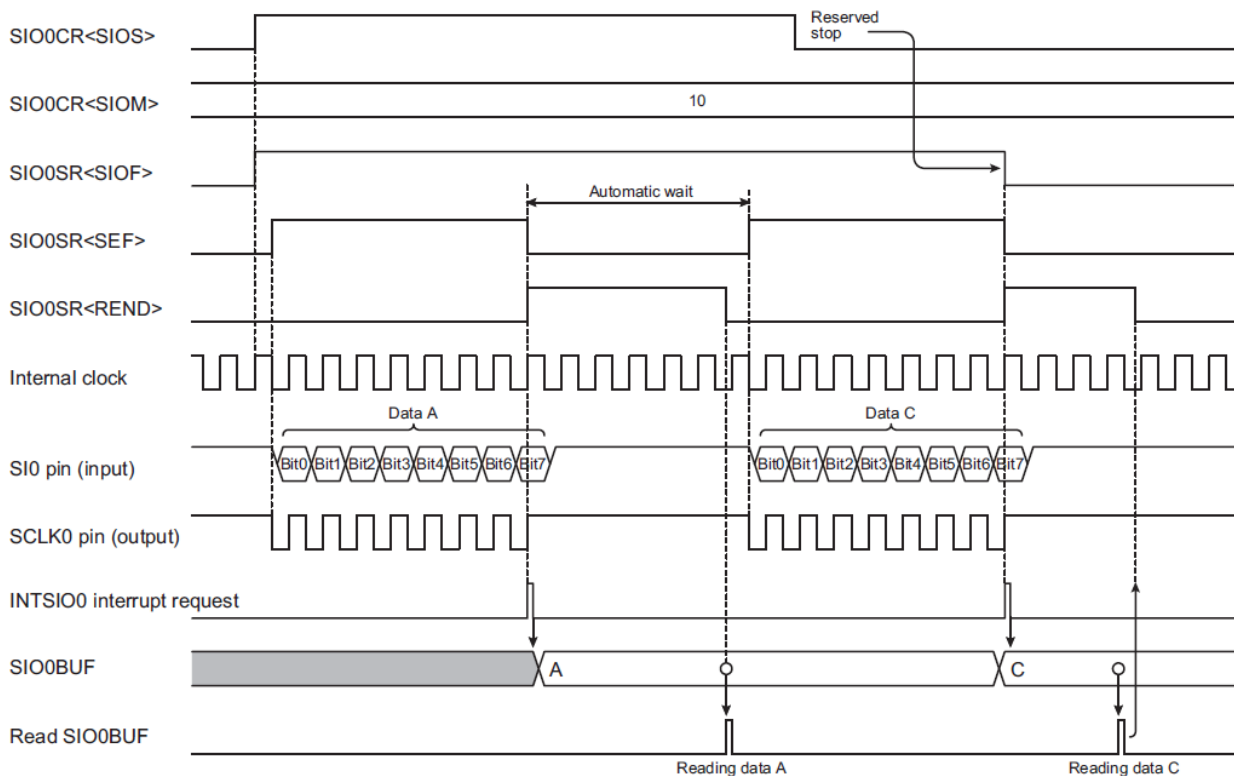 SIO0CR<SIOS>
Reserved
stop
SIO0CR<SIOM>
10
SIO0SR<SIOF>
Automatic wait
SIO0SR<SEF>
SIO0SR<REND>
Internal clock
Data A
Data C
SI0 pin (input)
Bit0 Bit1 Bit2 Bit3 Bit4 Bit5 Bit6 Bit7
Bit0 Bit1 Bit2 Bit3 Bit4 Bit5 Bit6 Bit7
SCLK0 pin (output)
INTSIO0 interrupt request
SIO0BUF
A
C
Read SIO0BUF
Reading data A
Reading data C